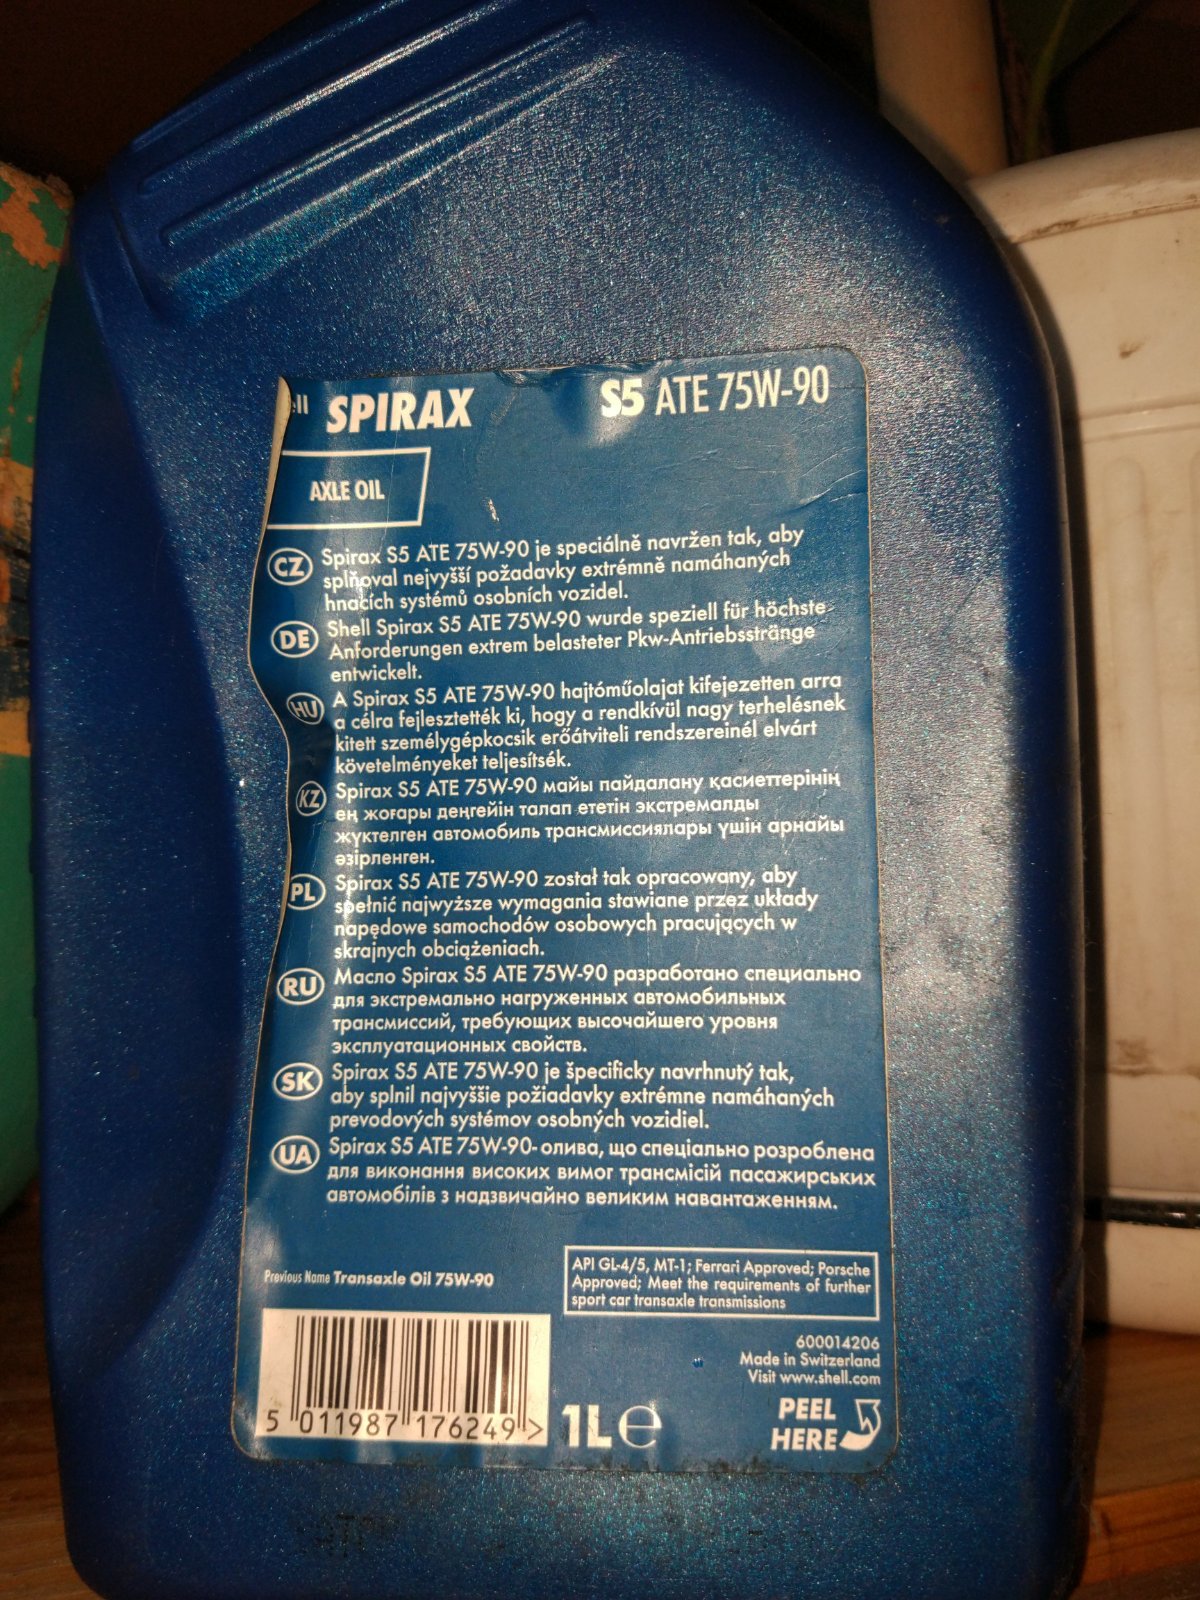 SPIRAX S5 ATE 75W-90
AXLE OIL
CZ Spirax S5 ATE 75W-90 je speciálně navržen tak, aby
splňoval nejvyšší požadavky extrémně namáhaných
hnacích systémů osobních vozidel.
DE Shell Spirax S5 ATE 75W-90 wurde speziell für höchste
Anforderungen extrem belasteter Pkw-Antriebsstränge
entwickelt.
HU A Spirax S5 ATE 75W-90 hajtóműolajat kifejezetten arra
a célra fejlesztették ki, hogy a rendkívül nagy terhelésnek
kitett személygépkocsik erőátviteli rendszereinél elvárt
követelményeket teljesítsék.
KZ Spirax S5 ATE 75W-90 майы пайдалану қасиеттерінің
ең жоғары деңгейін талап ететін экстремалды
жүктелген автомобиль трансмиссиялары үшін арнайы
әзірленген.
PL Spirax S5 ATE 75W-90 został tak opracowany, aby
spełnić najwyższe wymagania stawiane przez układy
napędowe samochodów osobowych pracujących w
skrajnych obciążeniach.
RU Масло Spirax S5 ATE 75W-90 разработано специально
для экстремально нагруженных автомобильных
трансмиссий, требующих высочайшего уровня
эксплуатационных свойств.
SK Spirax S5 ATE 75W-90 je špecificky navrhnutý tak,
aby splnil najvyššie požiadavky extrémne namáhaných
prevodových systémov osobných vozidiel.
UA Spirax S5 ATE 75W-90- олива, що спеціально розроблена
для виконання високих вимог трансмісій пасажирських
автомобілів з надзвичайно великим навантаженням.
Previous Name Transaxle Oil 75W-90
API GL-4/5, MT-1; Ferrari Approved; Porsche
Approved; Meet the requirements of further
sport car transaxle transmissions
600014206
Made in Switzerland
Visit www.shell.com
5 011987 176249 >
1L e
PEEL
HERE